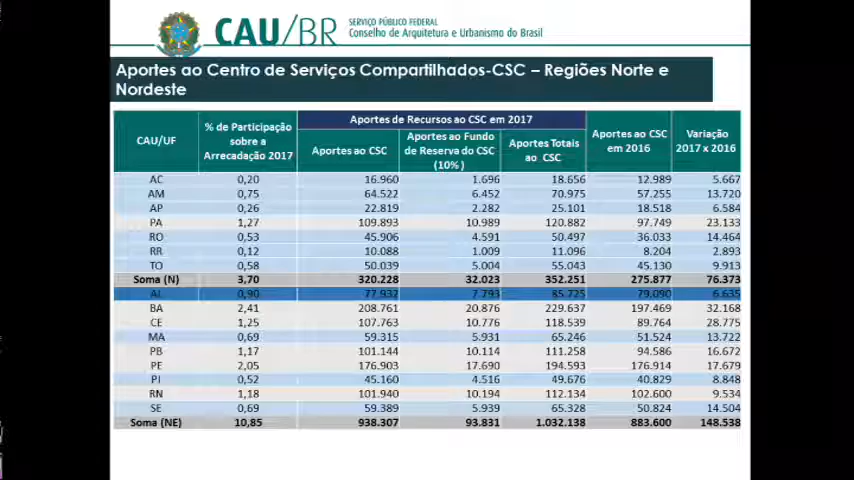 CAU/BR
SERVIÇO PÚBLICO FEDERAL
Conselho de Arquitetura e Urbanismo do Brasil
Aportes ao Centro de Serviços Compartilhados-CSC – Regiões Norte e
Nordeste
CAU/UF
% de Participação
sobre a
Arrecadação 2017
Aportes de Recursos ao CSC em 2017
Aportes ao CSC
Aportes ao Fundo
de Reserva do CSC
(10%)
Aportes Totais
ao CSC
Aportes ao CSC
em 2016
Variação
2017 x 2016
AC 0,20 16.960 1.696 18.656 12.989 5.667
AM 0,75 64.522 6.452 70.975 57.255 13.720
AP 0,26 22.819 2.282 25.101 18.518 6.584
PA 1,27 109.893 10.989 120.882 97.749 23.133
RO 0,53 45.906 4.591 50.497 36.033 14.464
RR 0,12 10.088 1.009 11.096 8.204 2.893
TO 0,58 50.039 5.004 55.043 45.130 9.913
Soma (N) 3,70 320.228 32.023 352.251 275.877 76.373
AL 0,90 77.932 7.793 85.725 79.090 6.635
BA 2,41 208.761 20.876 229.637 197.469 32.168
CE 1,25 107.763 10.776 118.539 89.764 28.775
MA 0,69 59.315 5.931 65.246 51.524 13.722
PB 1,17 101.144 10.114 111.258 94.586 16.672
PE 2,05 176.903 17.690 194.593 176.914 17.679
PI 0,52 45.160 4.516 49.676 40.829 8.848
RN 1,18 101.940 10.194 112.134 102.600 9.534
SE 0,69 59.389 5.939 65.328 50.824 14.504
Soma (NE) 10,85 938.307 93.831 1.032.138 883.600 148.538